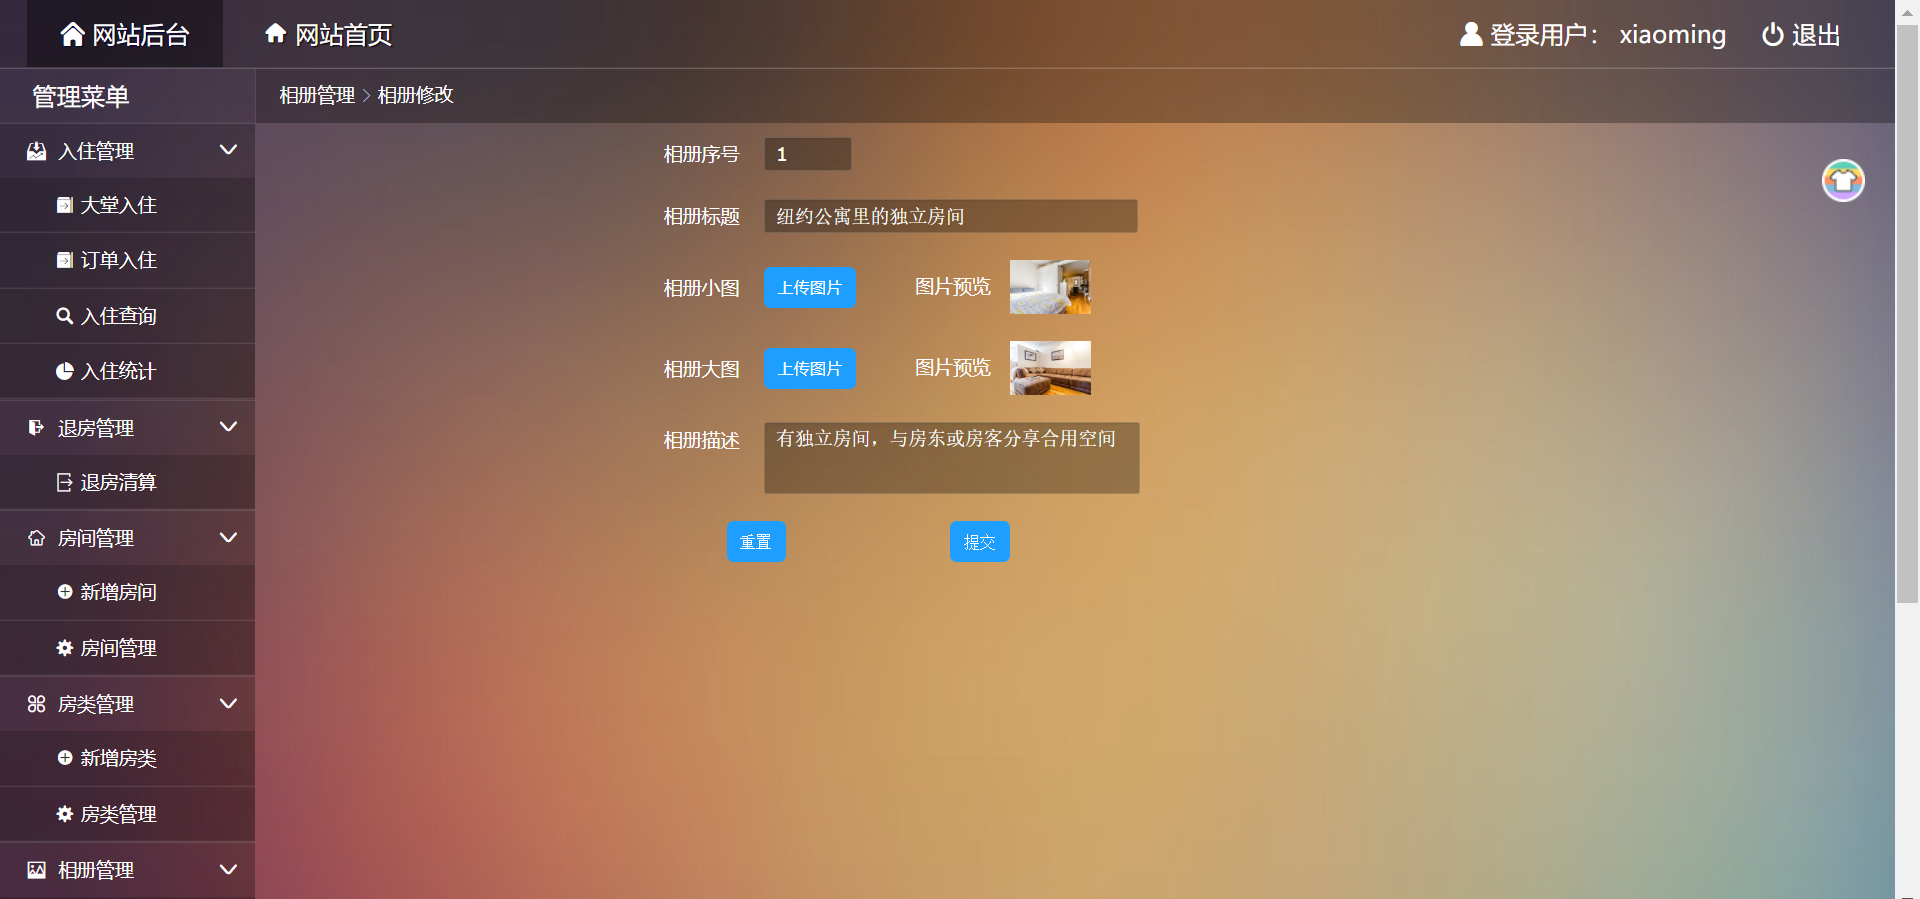 网站后台
网站首页
登录用户： xiaoming
退出
管理菜单
相册管理 > 相册修改
入住管理
大堂入住
订单入住
入住查询
入住统计
退房管理
退房清算
房间管理
新增房间
房间管理
房类管理
新增房类
房类管理
相册管理
相册序号 1
相册标题 纽约公寓里的独立房间
相册小图 上传图片 图片预览
相册大图 上传图片 图片预览
相册描述 有独立房间，与房东或房客分享合用空间
重置 提交